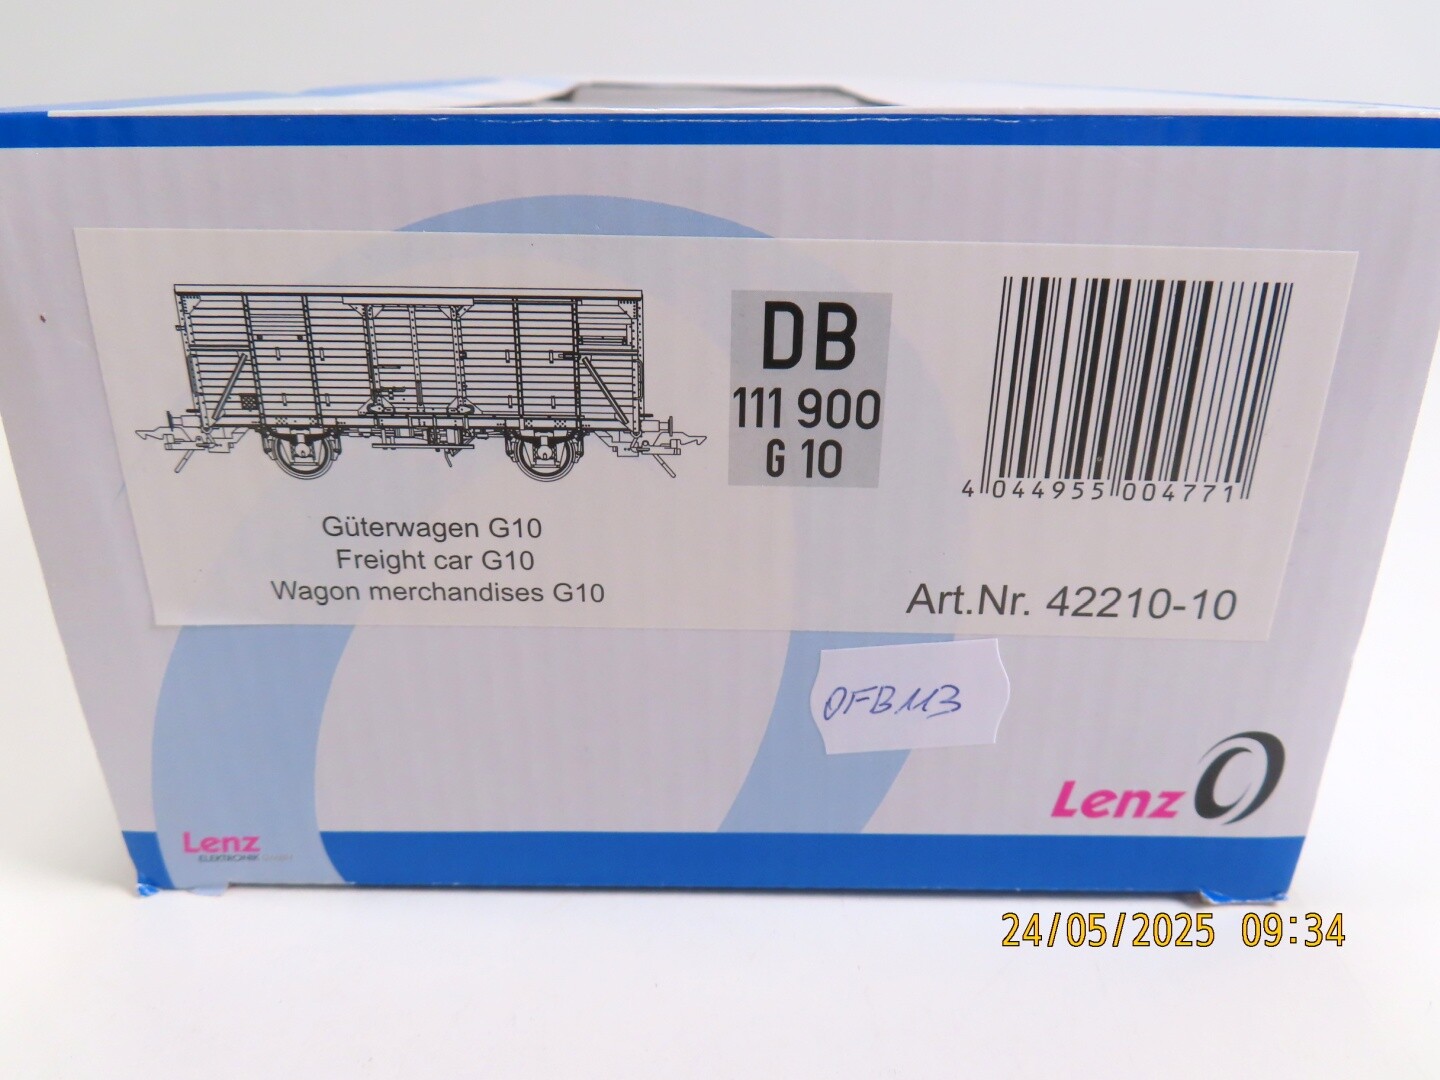 DB
111 900
G 10
4 044955 004771
Güterwagen G10
Freight car G10
Wagon merchandises G10
Art.Nr. 42210-10
OFB113
Lenz
Lenz
ELEKTRONIK GmbH
24/05/2025 09:34